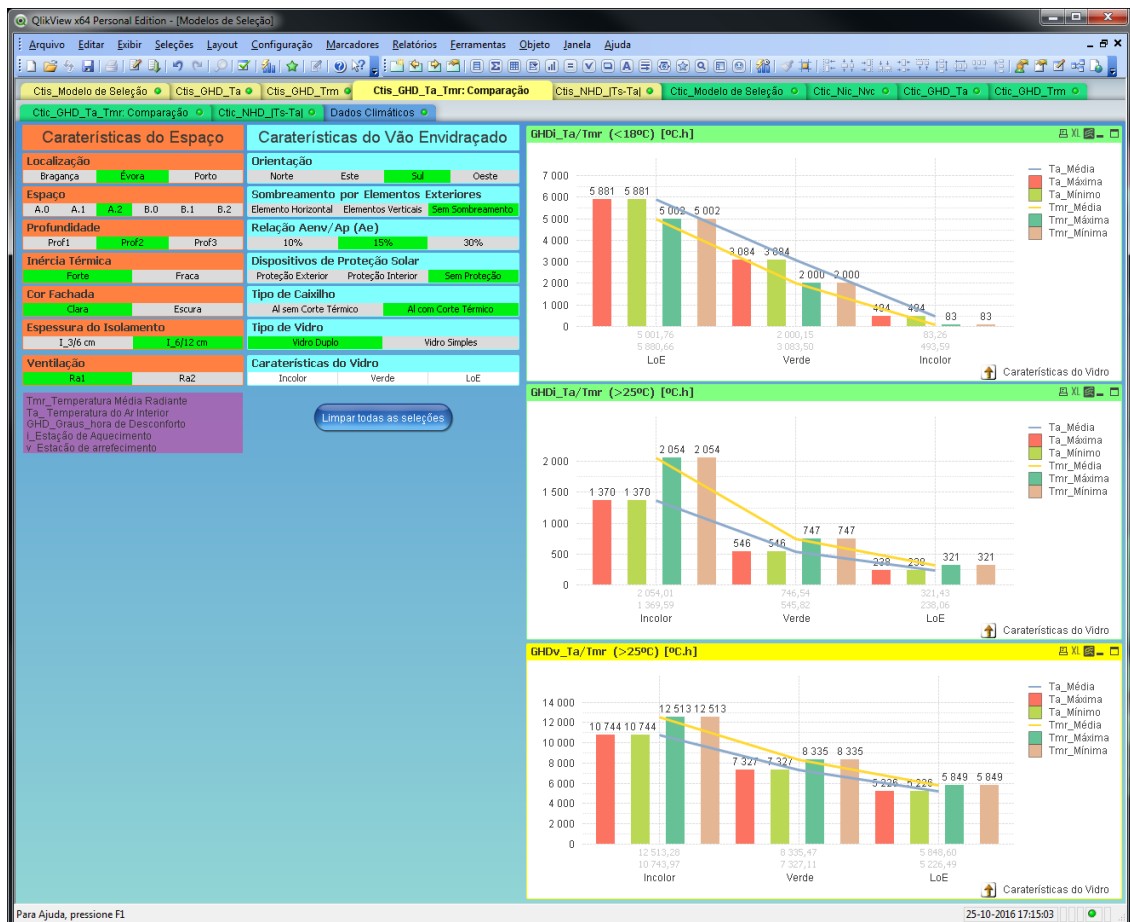 QlikView x64 Personal Edition - [Modelos de Seleção]
Arquivo Editar Exibir Seleções Layout Configuração Marcadores Relatórios Ferramentas Objeto Janela Ajuda
Ctis_Modelo de Seleção Ctis_GHD_Ta Ctis_GHD_Trm Ctis_GHD_Ta_Tmr: Comparação Ctis_NHD_|Ts-Ta| Ctic_Modelo de Seleção Ctic_Nic_Nvc Ctic_GHD_Ta Ctic_GHD_Trm
Ctic_GHD_Ta_Tmr: Comparação Ctic_NHD_|Ts-Ta| Dados Climáticos
Caraterísticas do Espaço
Localização
Bragança Évora Porto
Espaço
A.0 A.1 A.2 B.0 B.1 B.2
Profundidade
Prof1 Prof2 Prof3
Inércia Térmica
Forte Fraca
Cor Fachada
Clara Escura
Espessura do Isolamento
I_3/6 cm I_6/12 cm
Ventilação
Ra1 Ra2
Tmr_Temperatura Média Radiante
Ta_ Temperatura do Ar Interior
GHD_Graus_hora de Desconforto
i_Estação de Aquecimento
v_Estação de arrefecimento
Caraterísticas do Vão Envidraçado
Orientação
Norte Este Sul Oeste
Sombreamento por Elementos Exteriores
Elemento Horizontal Elementos Verticais Sem Sombreamento
Relação Aenv/Ap (Ae)
10% 15% 30%
Dispositivos de Proteção Solar
Proteção Exterior Proteção Interior Sem Proteção
Tipo de Caixilho
Al sem Corte Térmico Al com Corte Térmico
Tipo de Vidro
Vidro Duplo Vidro Simples
Caraterísticas do Vidro
Incolor Verde LoE
Limpar todas as seleções
GHDi_Ta/Tmr (<18ºC) [ºC.h]
XL
7 000
6 000
5 000
4 000
3 000
2 000
1 000
0
5 881 5 881 5 002 5 002
3 084 3 084 2 000 2 000
494 494 83 83
5 001,76 2 000,15 83,26
5 880,66 3 083,50 493,59
LoE Verde Incolor
Ta_Média
Ta_Máxima
Ta_Mínimo
Tmr_Média
Tmr_Máxima
Tmr_Mínima
Caraterísticas do Vidro
GHDi_Ta/Tmr (>25ºC) [ºC.h]
XL
2 000
1 500
1 000
500
0
1 370 1 370 2 054 2 054
546 546 747 747
238 238 321 321
2 054,01 746,54 321,43
1 369,59 545,82 238,06
Incolor Verde LoE
Ta_Média
Ta_Máxima
Ta_Mínimo
Tmr_Média
Tmr_Máxima
Tmr_Mínima
Caraterísticas do Vidro
GHDv_Ta/Tmr (>25ºC) [ºC.h]
XL
14 000
12 000
10 000
8 000
6 000
4 000
2 000
0
10 744 10 744 12 513 12 513
7 327 7 327 8 335 8 335
5 226 5 226 5 849 5 849
12 513,28 8 335,47 5 848,60
10 743,97 7 327,11 5 226,49
Incolor Verde LoE
Ta_Média
Ta_Máxima
Ta_Mínimo
Tmr_Média
Tmr_Máxima
Tmr_Mínima
Caraterísticas do Vidro
Para Ajuda, pressione F1
25-10-2016 17:15:03